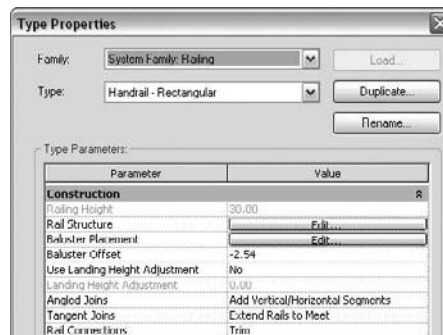 Type Properties
Family: System Family: Railing Load...
Type: Handrail - Rectangular Duplicate...
Rename...
Type Parameters:
Parameter Value
Construction
Railing Height 30.00
Rail Structure Edit...
Baluster Placement Edit...
Baluster Offset -2.54
Use Landing Height Adjustment No
Landing Height Adjustment 0.00
Angled Joins Add Vertical/Horizontal Segments
Tangent Joins Extend Rails to Meet
Rail Connections Trim